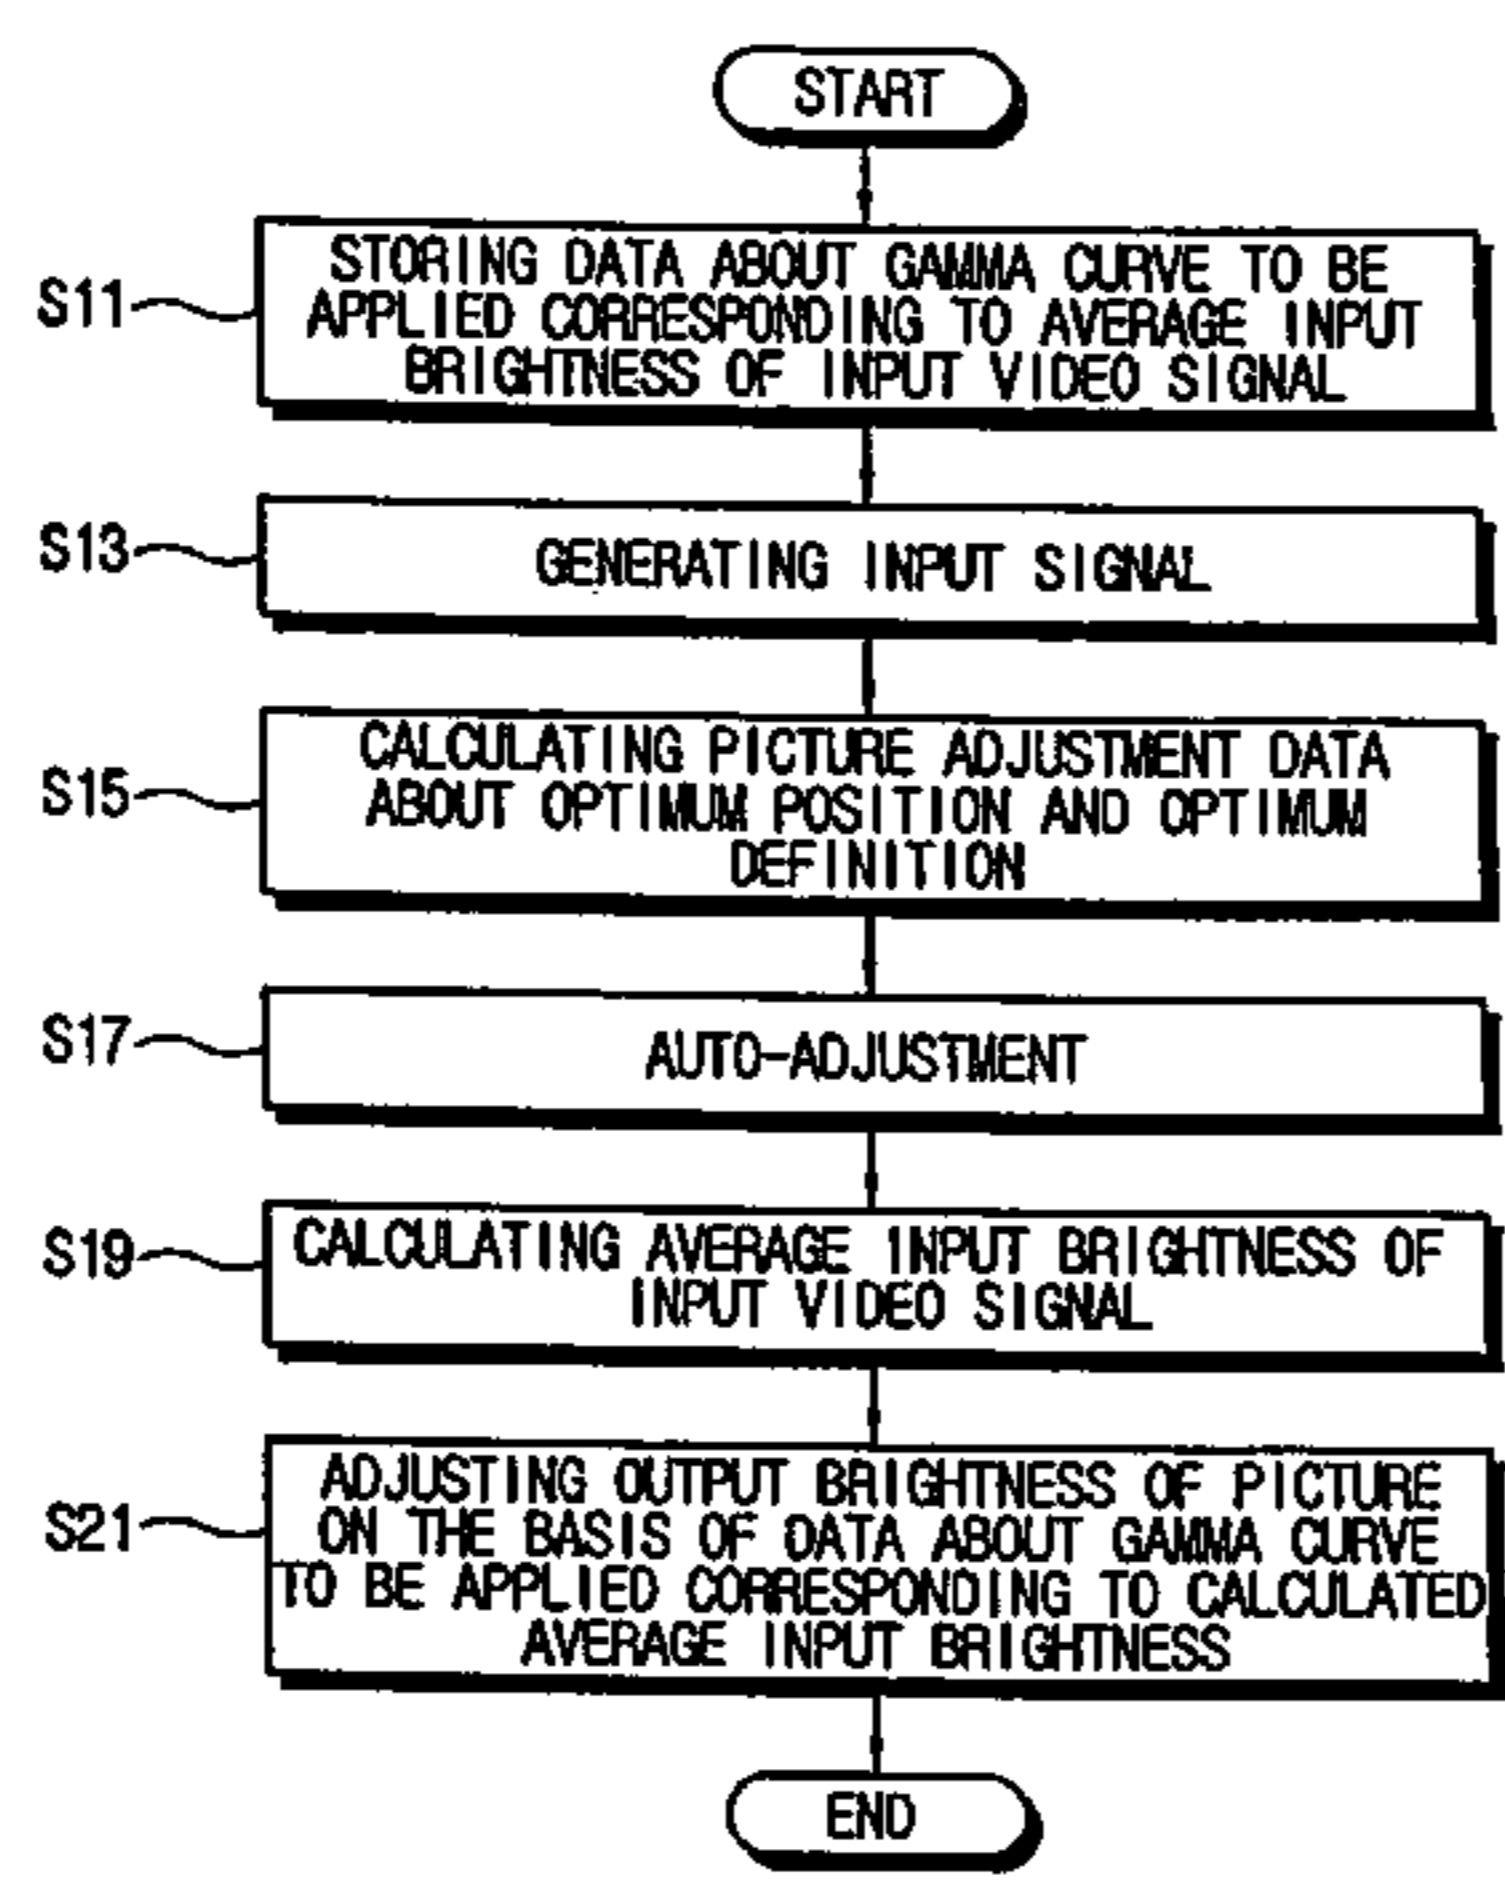 START
S11
STORING DATA ABOUT GAMMA CURVE TO BE
APPLIED CORRESPONDING TO AVERAGE INPUT
BRIGHTNESS OF INPUT VIDEO SIGNAL
S13
GENERATING INPUT SIGNAL
S15
CALCULATING PICTURE ADJUSTMENT DATA
ABOUT OPTIMUM POSITION AND OPTIMUM
DEFINITION
S17
AUTO-ADJUSTMENT
S19
CALCULATING AVERAGE INPUT BRIGHTNESS OF
INPUT VIDEO SIGNAL
S21
ADJUSTING OUTPUT BRIGHTNESS OF PICTURE
ON THE BASIS OF DATA ABOUT GAMMA CURVE
TO BE APPLIED CORRESPONDING TO CALCULATED
AVERAGE INPUT BRIGHTNESS
END